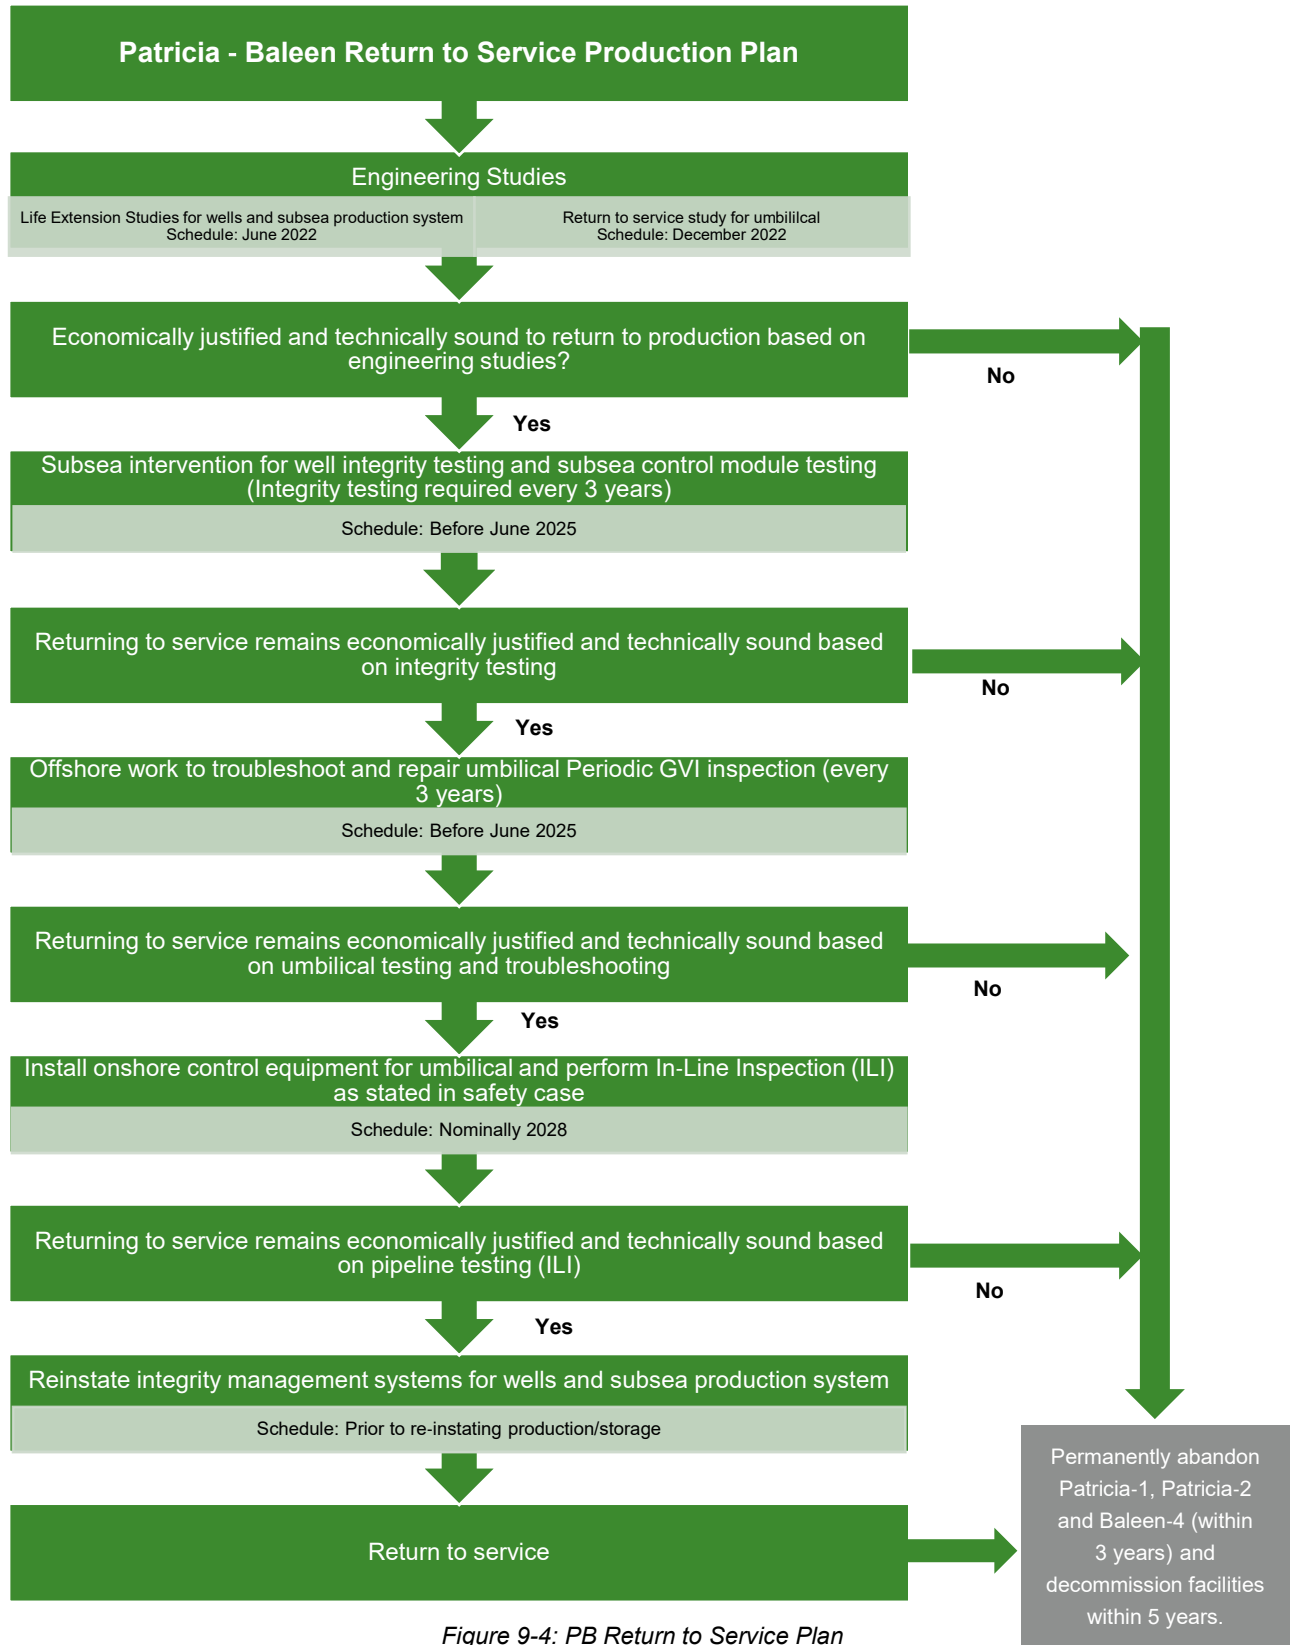 Patricia - Baleen Return to Service Production Plan
Engineering Studies
Life Extension Studies for wells and subsea production system
Schedule: June 2022
Return to service study for umbililcal
Schedule: December 2022
Economically justified and technically sound to return to production based on
engineering studies?
No
Yes
Subsea intervention for well integrity testing and subsea control module testing
(Integrity testing required every 3 years)
Schedule: Before June 2025
Returning to service remains economically justified and technically sound based
on integrity testing
No
Yes
Offshore work to troubleshoot and repair umbilical Periodic GVI inspection (every
3 years)
Schedule: Before June 2025
Returning to service remains economically justified and technically sound based
on umbilical testing and troubleshooting
No
Yes
Install onshore control equipment for umbilical and perform In-Line Inspection (ILI)
as stated in safety case
Schedule: Nominally 2028
Returning to service remains economically justified and technically sound based
on pipeline testing (ILI)
No
Yes
Reinstate integrity management systems for wells and subsea production system
Schedule: Prior to re-instating production/storage
Return to service
Permanently abandon
Patricia-1, Patricia-2
and Baleen-4 (within
3 years) and
decommission facilities
within 5 years.
Figure 9-4: PB Return to Service Plan